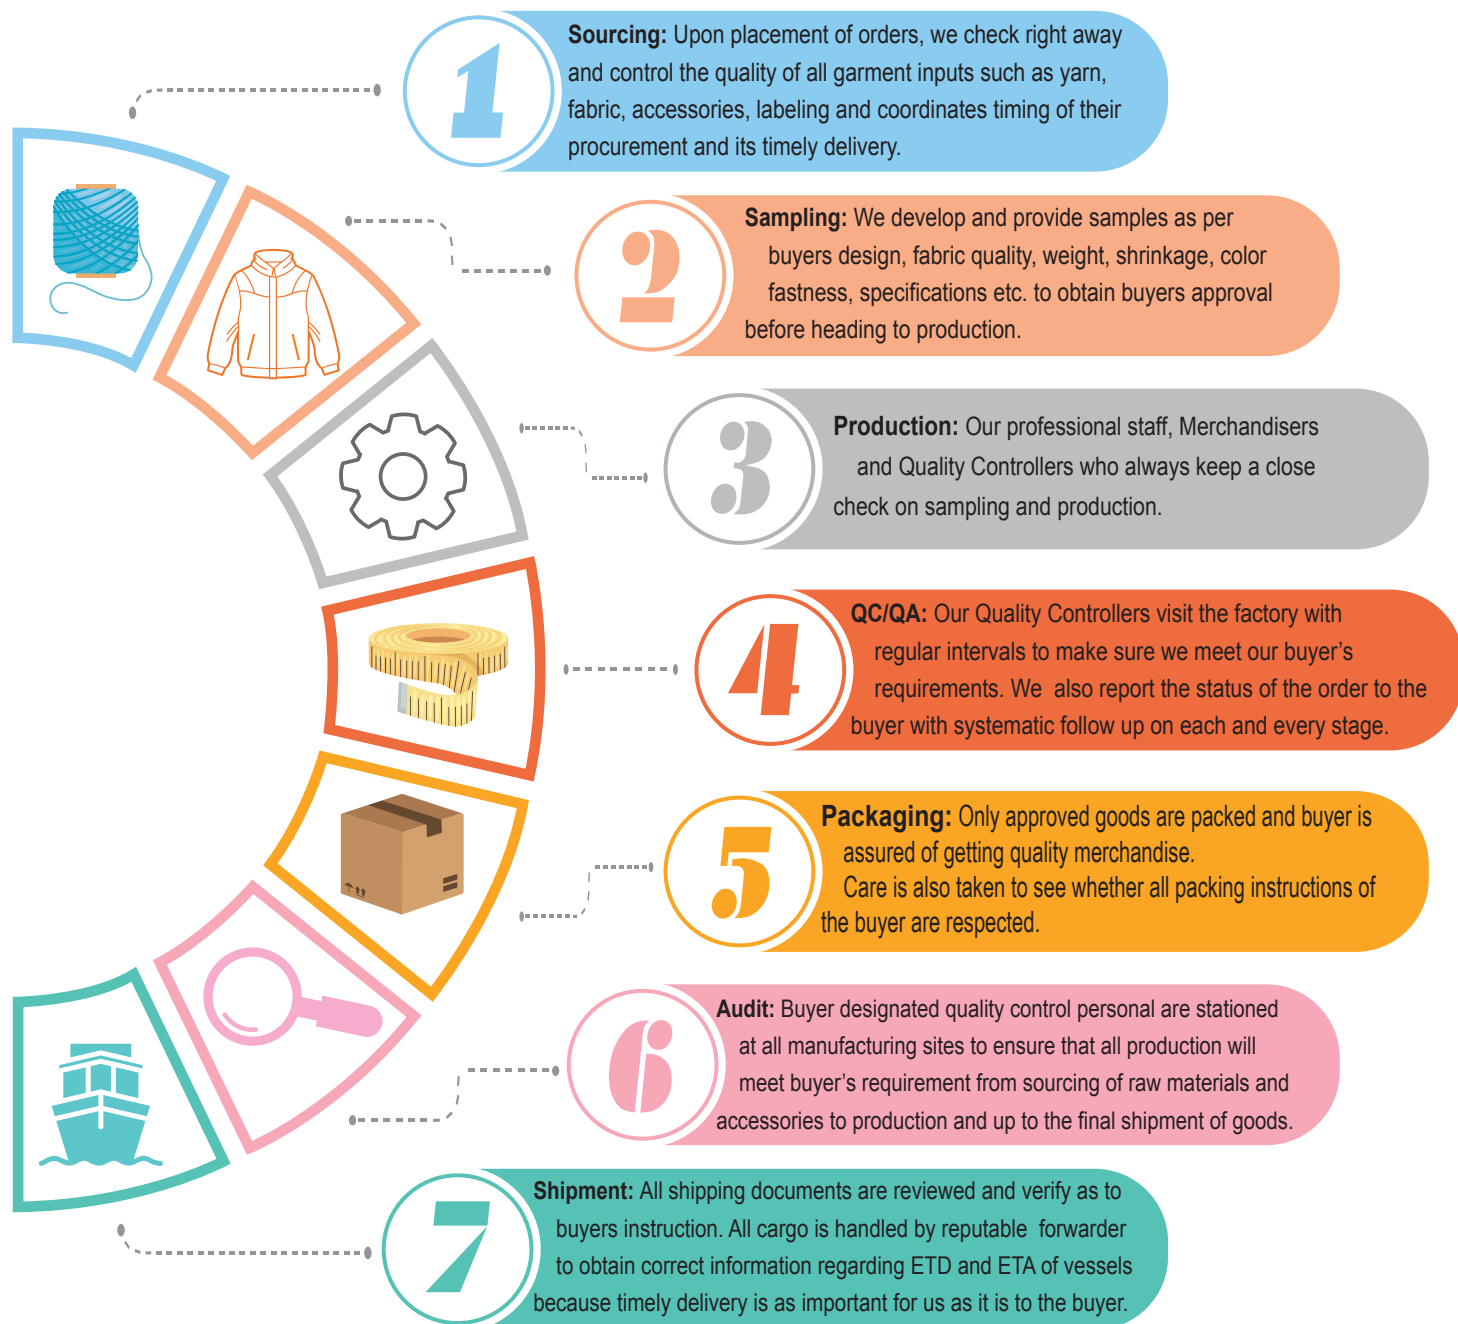 1
Sourcing: Upon placement of orders, we check right away
and control the quality of all garment inputs such as yarn,
fabric, accessories, labeling and coordinates timing of their
procurement and its timely delivery.
2
Sampling: We develop and provide samples as per
buyers design, fabric quality, weight, shrinkage, color
fastness, specifications etc. to obtain buyers approval
before heading to production.
3
Production: Our professional staff, Merchandisers
and Quality Controllers who always keep a close
check on sampling and production.
4
QC/QA: Our Quality Controllers visit the factory with
regular intervals to make sure we meet our buyer’s
requirements. We  also report the status of the order to the
buyer with systematic follow up on each and every stage.
5
Packaging: Only approved goods are packed and buyer is
assured of getting quality merchandise.
Care is also taken to see whether all packing instructions of
the buyer are respected.
6
Audit: Buyer designated quality control personal are stationed
at all manufacturing sites to ensure that all production will
meet buyer’s requirement from sourcing of raw materials and
accessories to production and up to the final shipment of goods.
7
Shipment: All shipping documents are reviewed and verify as to
buyers instruction. All cargo is handled by reputable  forwarder
to obtain correct information regarding ETD and ETA of vessels
because timely delivery is as important for us as it is to the buyer.